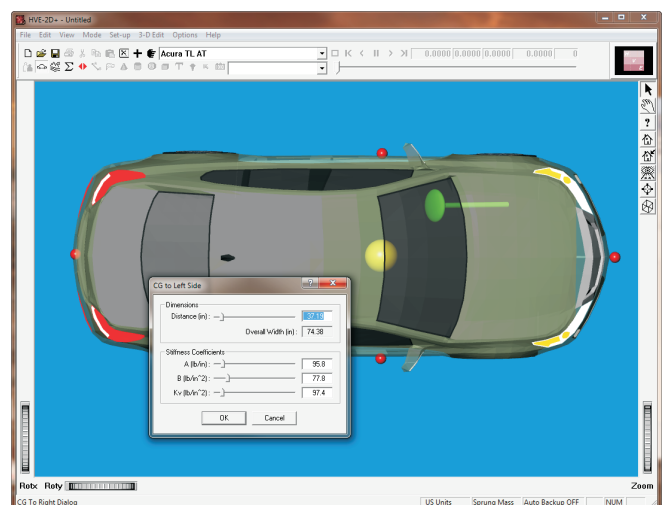 HVE-2D+ - Untitled
File Edit View Mode Set-up 3-D Edit Options Help
Acura TL AT
0.0000 0.0000 0.0000 0.0000 0
CG to Left Side
Dimensions
Distance (in) : 37.19
Overall Width (in) : 74.38
Stiffness Coefficients
A (lb/in) : 95.8
B (lb/in^2) : 77.8
Kv (lb/in^2) : 97.4
OK Cancel
Rotx Roty Zoom
CG To Right Dialog US Units Sprung Mass Auto Backup OFF NUM